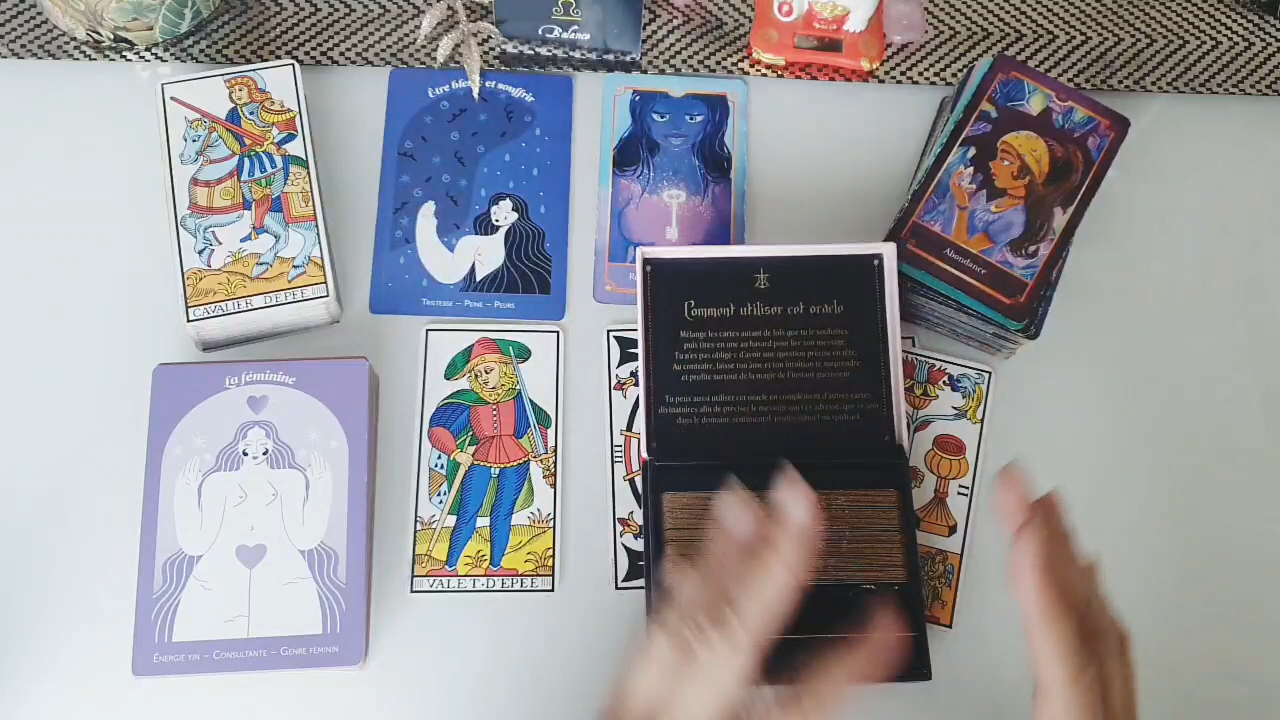 Balance
CAVALIER D'EPEE
Être blessé et souffrir
TRISTESSE – PEINE – PEURS
R
Abondance
La féminine
ÉNERGIE YIN – CONSULTANTE – GENRE FÉMININ
VALET·D'EPEE
III
II
Comment utiliser cet oracle
Mélange les cartes autant de fois que tu le souhaites,
puis tires-en une au hasard pour lire son message.
Tu n'es pas obligé·e d'avoir une question précise en tête.
Au contraire, laisse ton âme et ton intuition te surprendre
et profite surtout de la magie de l'instant guérisseur.
Tu peux aussi utiliser cet oracle en complément d'autres cartes
divinatoires afin de préciser le message qui t'es adressé, que ce soit
dans le domaine sentimental, professionnel ou spirituel.